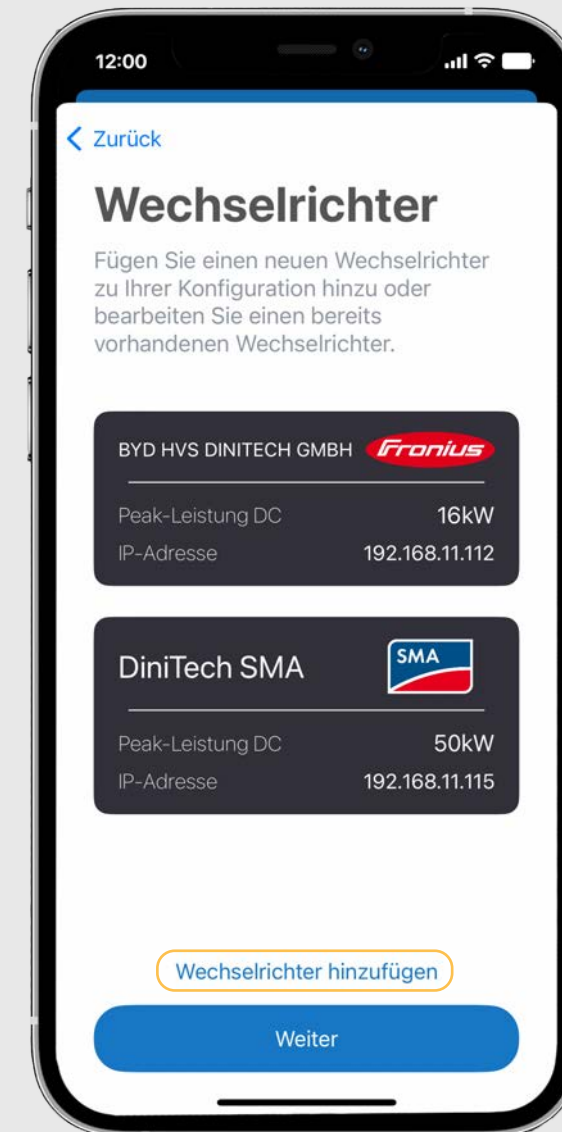 12:00
Zurück
Wechselrichter
Fügen Sie einen neuen Wechselrichter
zu Ihrer Konfiguration hinzu oder
bearbeiten Sie einen bereits
vorhandenen Wechselrichter.
BYD HVS DINITECH GMBH Fronius
Peak-Leistung DC 16kW
IP-Adresse 192.168.11.112
DiniTech SMA SMA
Peak-Leistung DC 50kW
IP-Adresse 192.168.11.115
Wechselrichter hinzufügen
Weiter